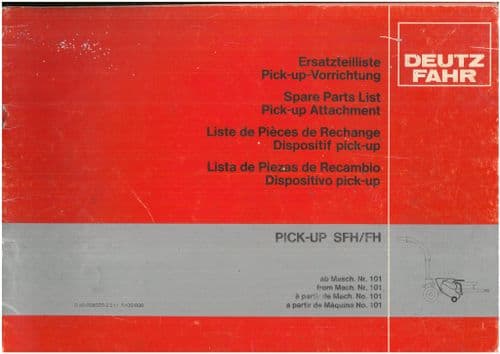 Ersatzteilliste
Pick-up-Vorrichtung
Spare Parts List
Pick-up Attachment
Liste de Pièces de Rechange
Dispositif pick-up
Lista de Piezas de Recambio
Dispositivo pick-up
DEUTZ
FAHR
PICK-UP SFH/FH
ab Masch. Nr. 101
from Mach. Nr. 101
à partir de Mach. No. 101
a partir de Máquina No. 101